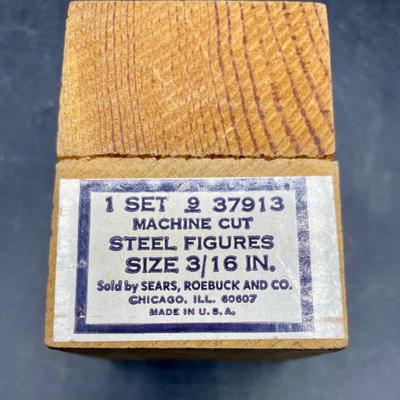 1 SET 9 37913
MACHINE CUT
STEEL FIGURES
SIZE 3/16 IN.
Sold by SEARS, ROEBUCK AND CO.
CHICAGO, ILL. 60607
MADE IN U.S.A.